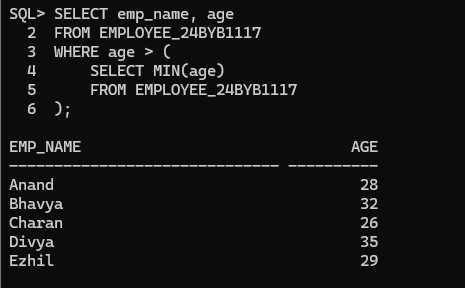 SQL> SELECT emp_name, age
  2  FROM EMPLOYEE_24BYB1117
  3  WHERE age > (
  4      SELECT MIN(age)
  5      FROM EMPLOYEE_24BYB1117
  6  );

EMP_NAME                              AGE
------------------------------ ----------
Anand                                  28
Bhavya                                 32
Charan                                 26
Divya                                  35
Ezhil                                  29